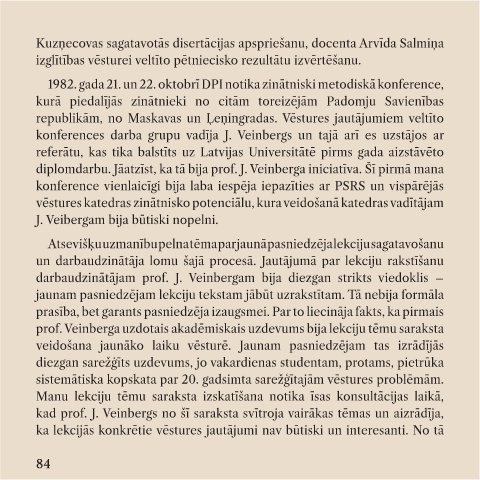 Kuzņecovas sagatavotās disertācijas apspriešanu, docenta Arvīda Salmiņa
izglītības vēsturei veltīto pētniecisko rezultātu izvērtēšanu.
1982. gada 21. un 22. oktobrī DPI notika zinātniski metodiskā konference,
kurā piedalījās zinātnieki no citām toreizējām Padomju Savienības
republikām, no Maskavas un Ļeņingradas. Vēstures jautājumiem veltīto
konferences darba grupu vadīja J. Veinbergs un tajā arī es uzstājos ar
referātu, kas tika balstīts uz Latvijas Universitātē pirms gada aizstāvēto
diplomdarbu. Jāatzīst, ka tā bija prof. J. Veinberga iniciatīva. Šī pirmā mana
konference vienlaicīgi bija laba iespēja iepazīties ar PSRS un vispārējās
vēstures katedras zinātnisko potenciālu, kura veidošanā katedras vadītājam
J. Veibergam bija būtiski nopelni.
Atsevišķu uzmanību pelna tēma par jaunā pasniedzēja lekciju sagatavošanu
un darbaudzinātāja lomu šajā procesā. Jautājumā par lekciju rakstīšanu
darbaudzinātājam prof. J. Veinbergam bija diezgan strikts viedoklis –
jaunam pasniedzējam lekciju tekstam jābūt uzrakstītam. Tā nebija formāla
prasība, bet garants pasniedzēja izaugsmei. Par to liecināja fakts, ka pirmais
prof. Veinberga uzdotais akadēmiskais uzdevums bija lekciju tēmu saraksta
veidošana jaunāko laiku vēsturē. Jaunam pasniedzējam tas izrādījās
diezgan sarežģīts uzdevums, jo vakardienas studentam, protams, pietrūka
sistemātiska kopskata par 20. gadsimta sarežģītajām vēstures problēmām.
Manu lekciju tēmu saraksta izskatīšana notika īsas konsultācijas laikā,
kad prof. J. Veinbergs no šī saraksta svītroja vairākas tēmas un aizrādīja,
ka lekcijās konkrētie vēstures jautājumi nav būtiski un interesanti. No tā
84